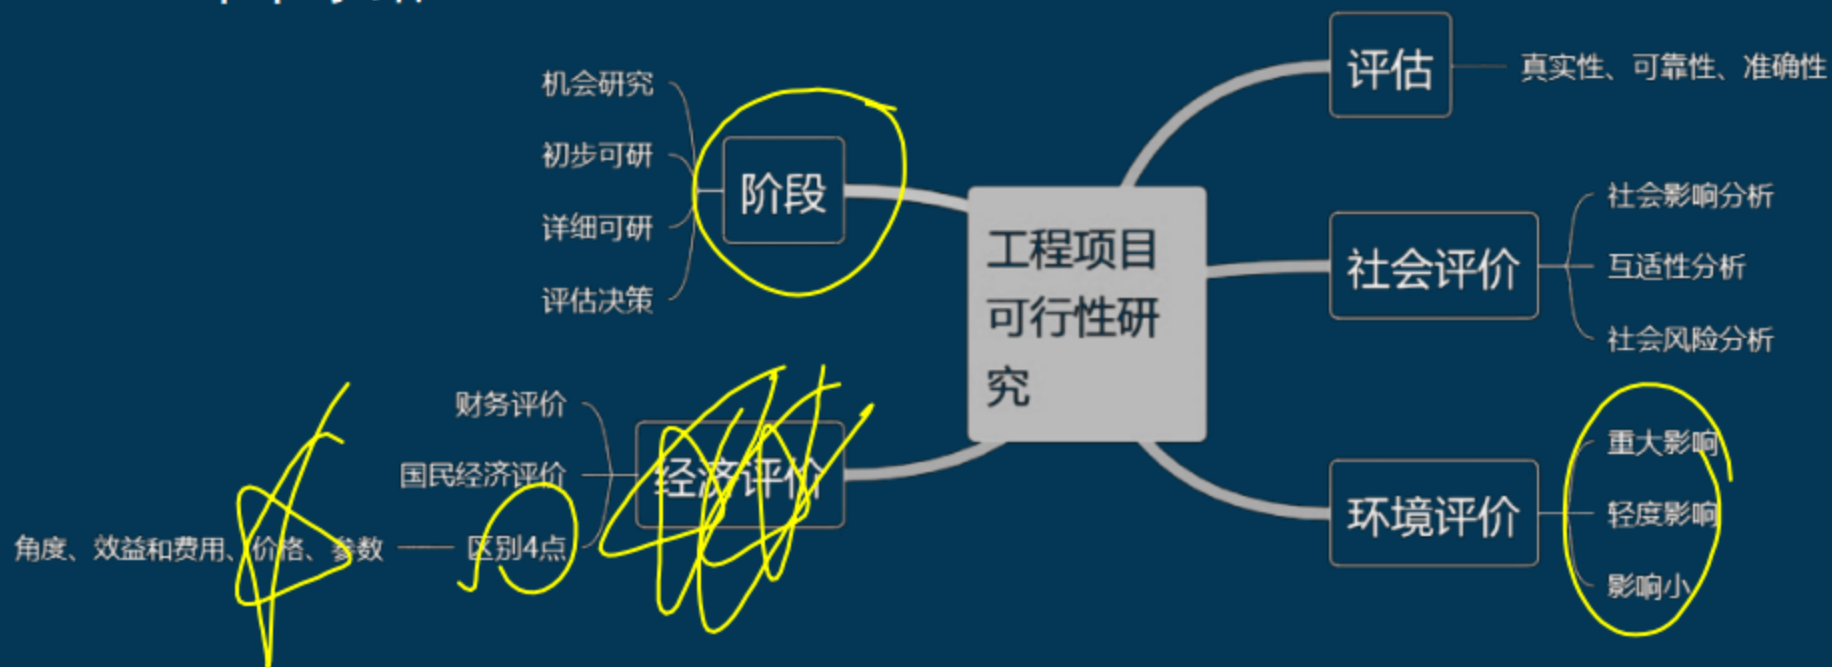 机会研究
初步可研
详细可研
评估决策
阶段
财务评价
国民经济评价
角度、效益和费用、价格、参数
区别4点
经济评价
工程项目
可行性研
究
评估
真实性、可靠性、准确性
社会评价
社会影响分析
互适性分析
社会风险分析
环境评价
重大影响
轻度影响
影响小